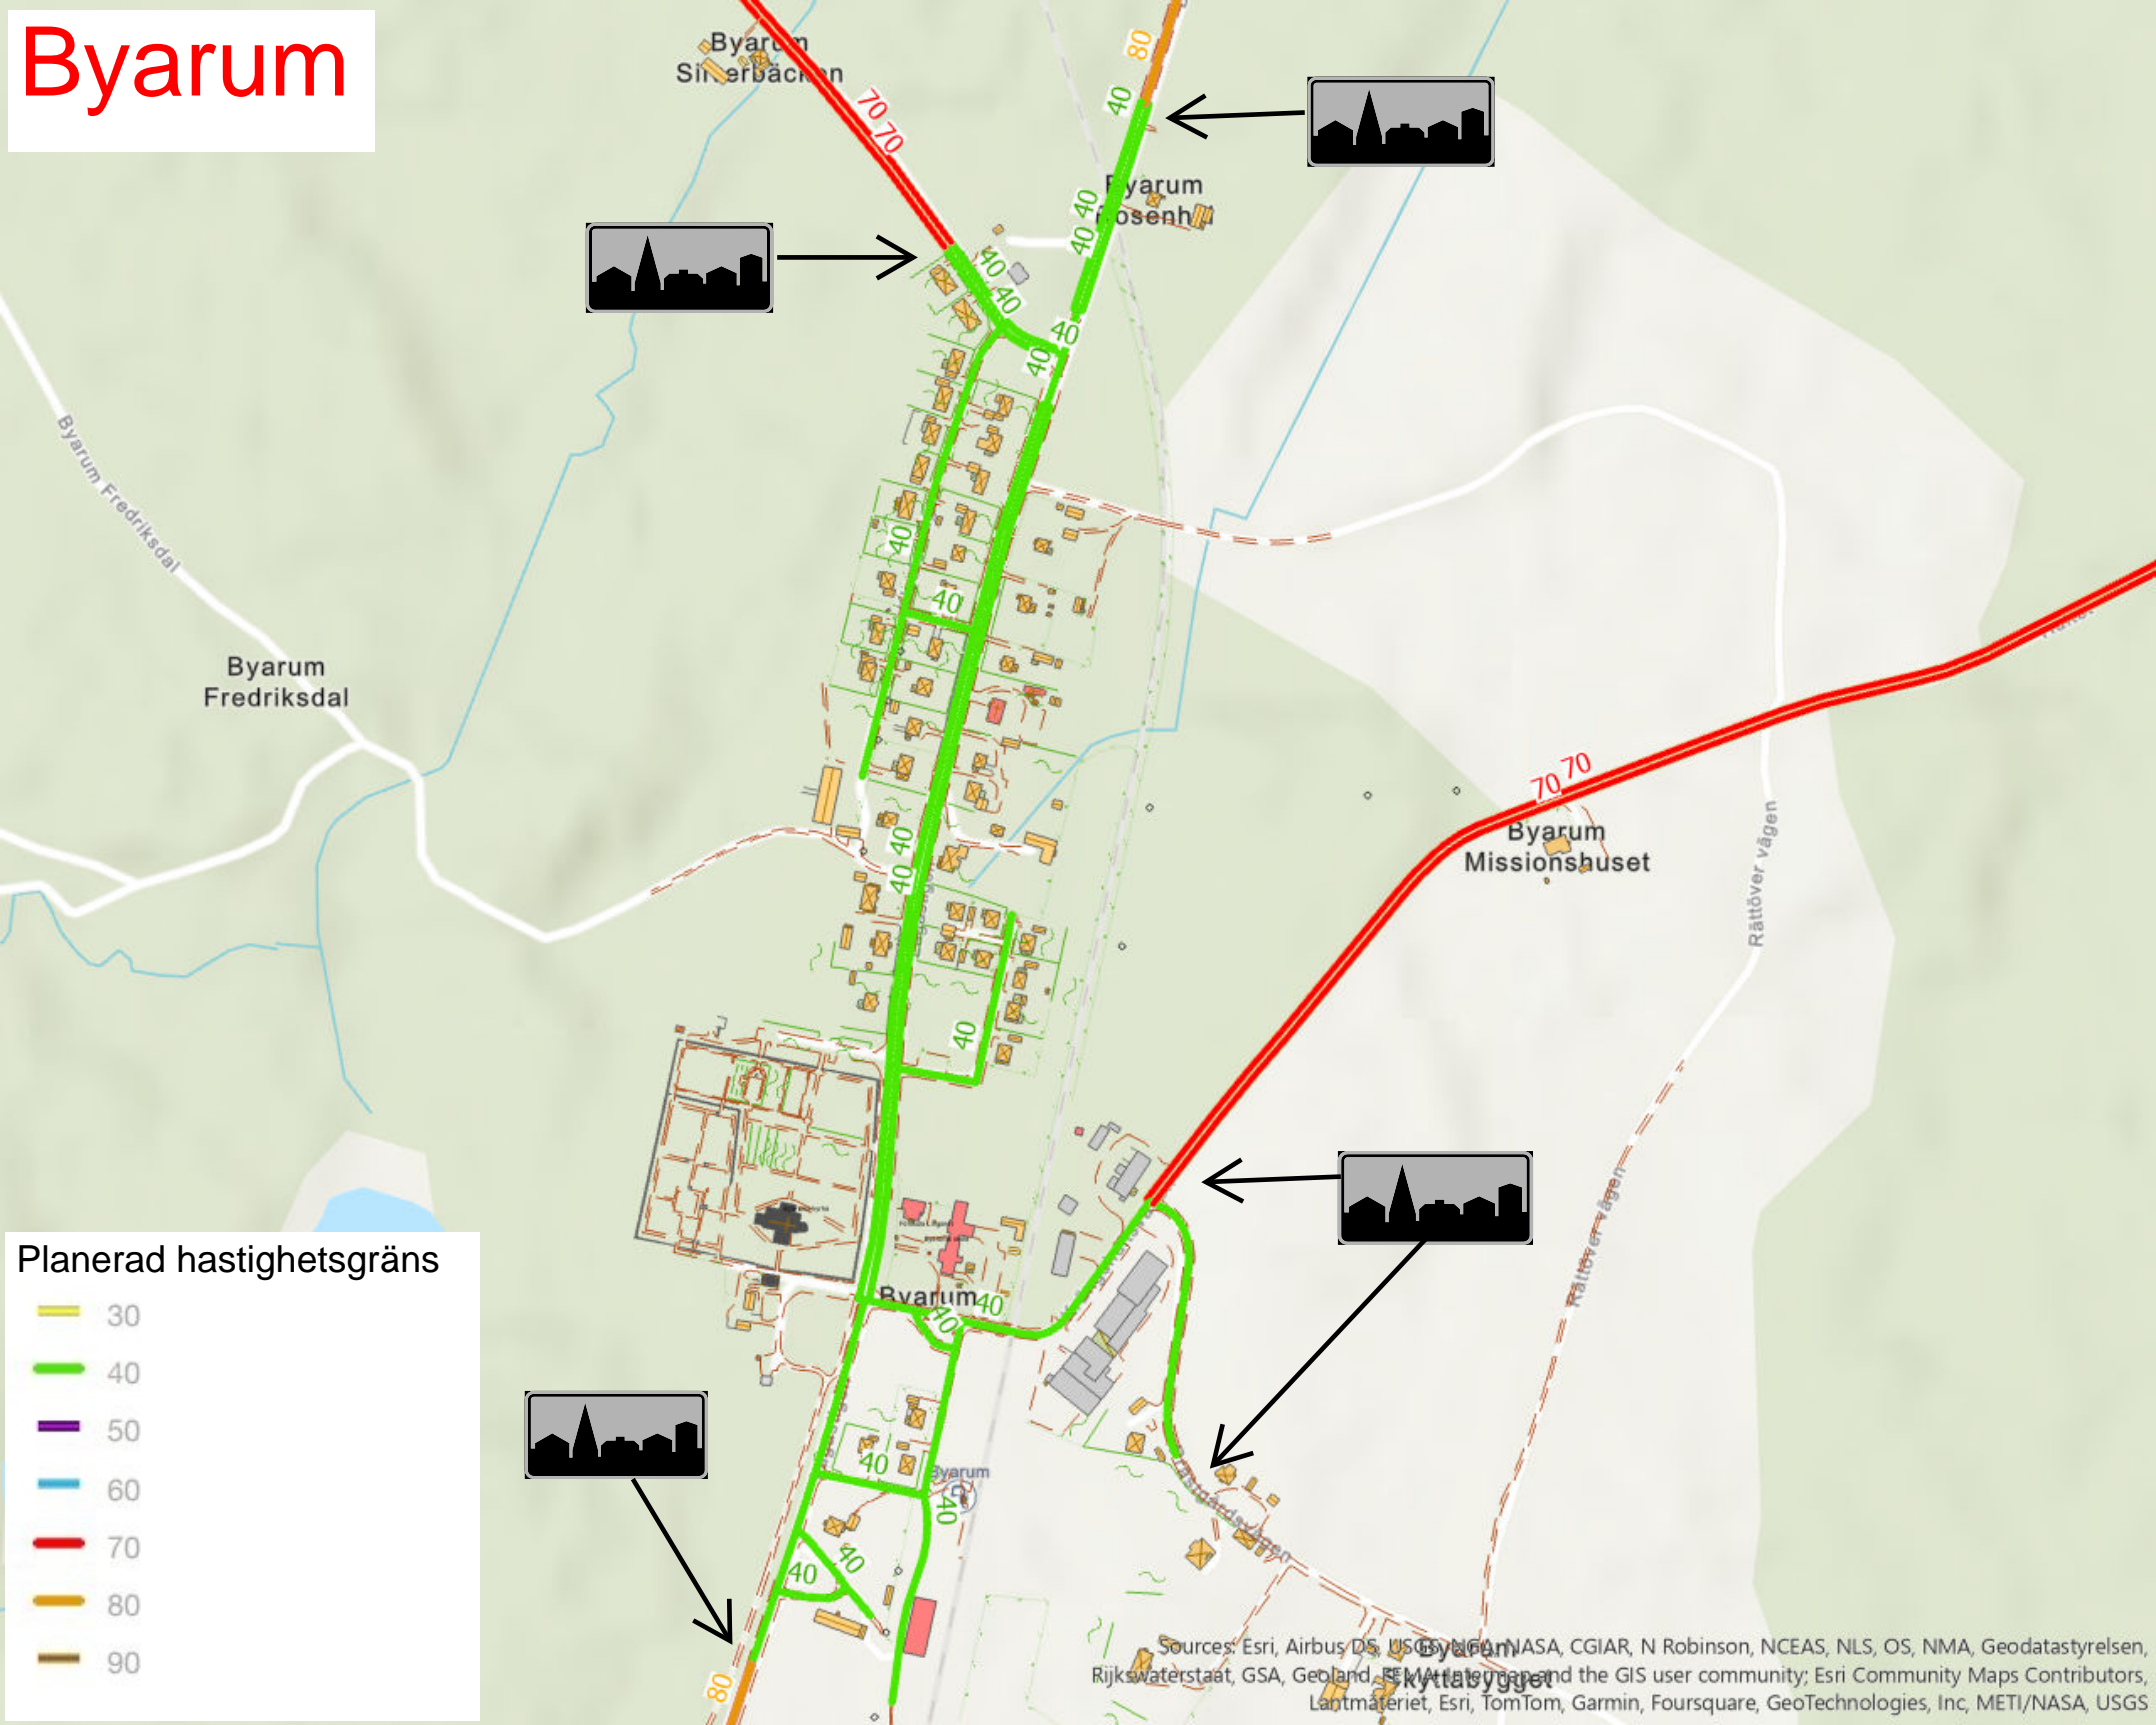 Byarum
Byarum
80
70 70
40
Byarum
40
40
40
40
40
40
Byarum Fredriksdal
40
40
Byarum
Fredriksdal
70 70
Byarum
Missionshuset
40
40
Rättöver vägen
40
Rättöver vägen
Planerad hastighetsgräns
30
40
50
60
70
80
90
Byarum
40
40
40
Byarum
40
Prästgårdsvägen
40
40
80
Sources: Esri, Airbus DS, USGS, NGA, NASA, CGIAR, N Robinson, NCEAS, NLS, OS, NMA, Geodatastyrelsen,
Rijkswaterstaat, GSA, Geoland, FEMA, Intermap and the GIS user community; Esri Community Maps Contributors,
Lantmäteriet, Esri, TomTom, Garmin, Foursquare, GeoTechnologies, Inc, METI/NASA, USGS